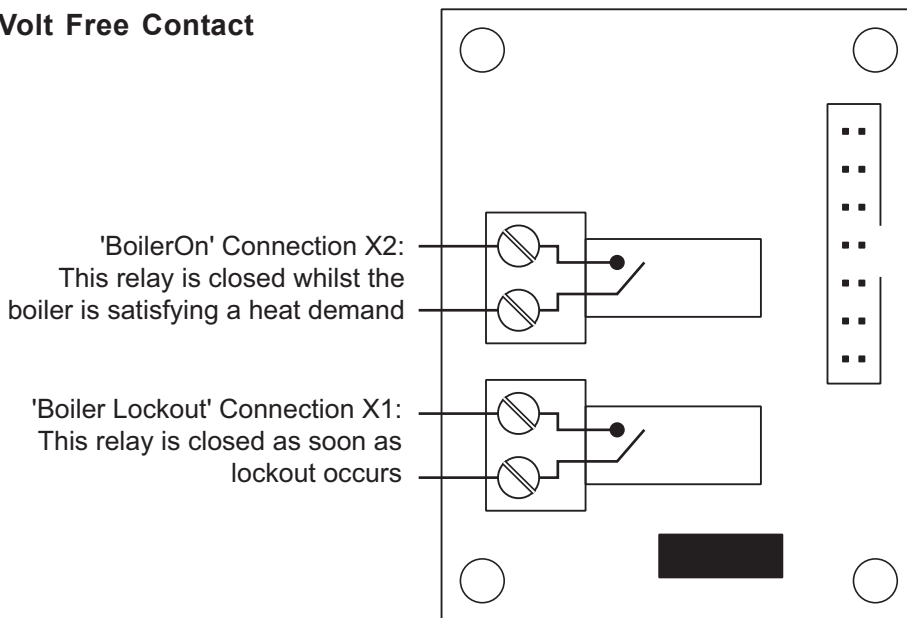 Volt Free Contact
'BoilerOn' Connection X2:
This relay is closed whilst the
boiler is satisfying a heat demand
'Boiler Lockout' Connection X1:
This relay is closed as soon as
lockout occurs